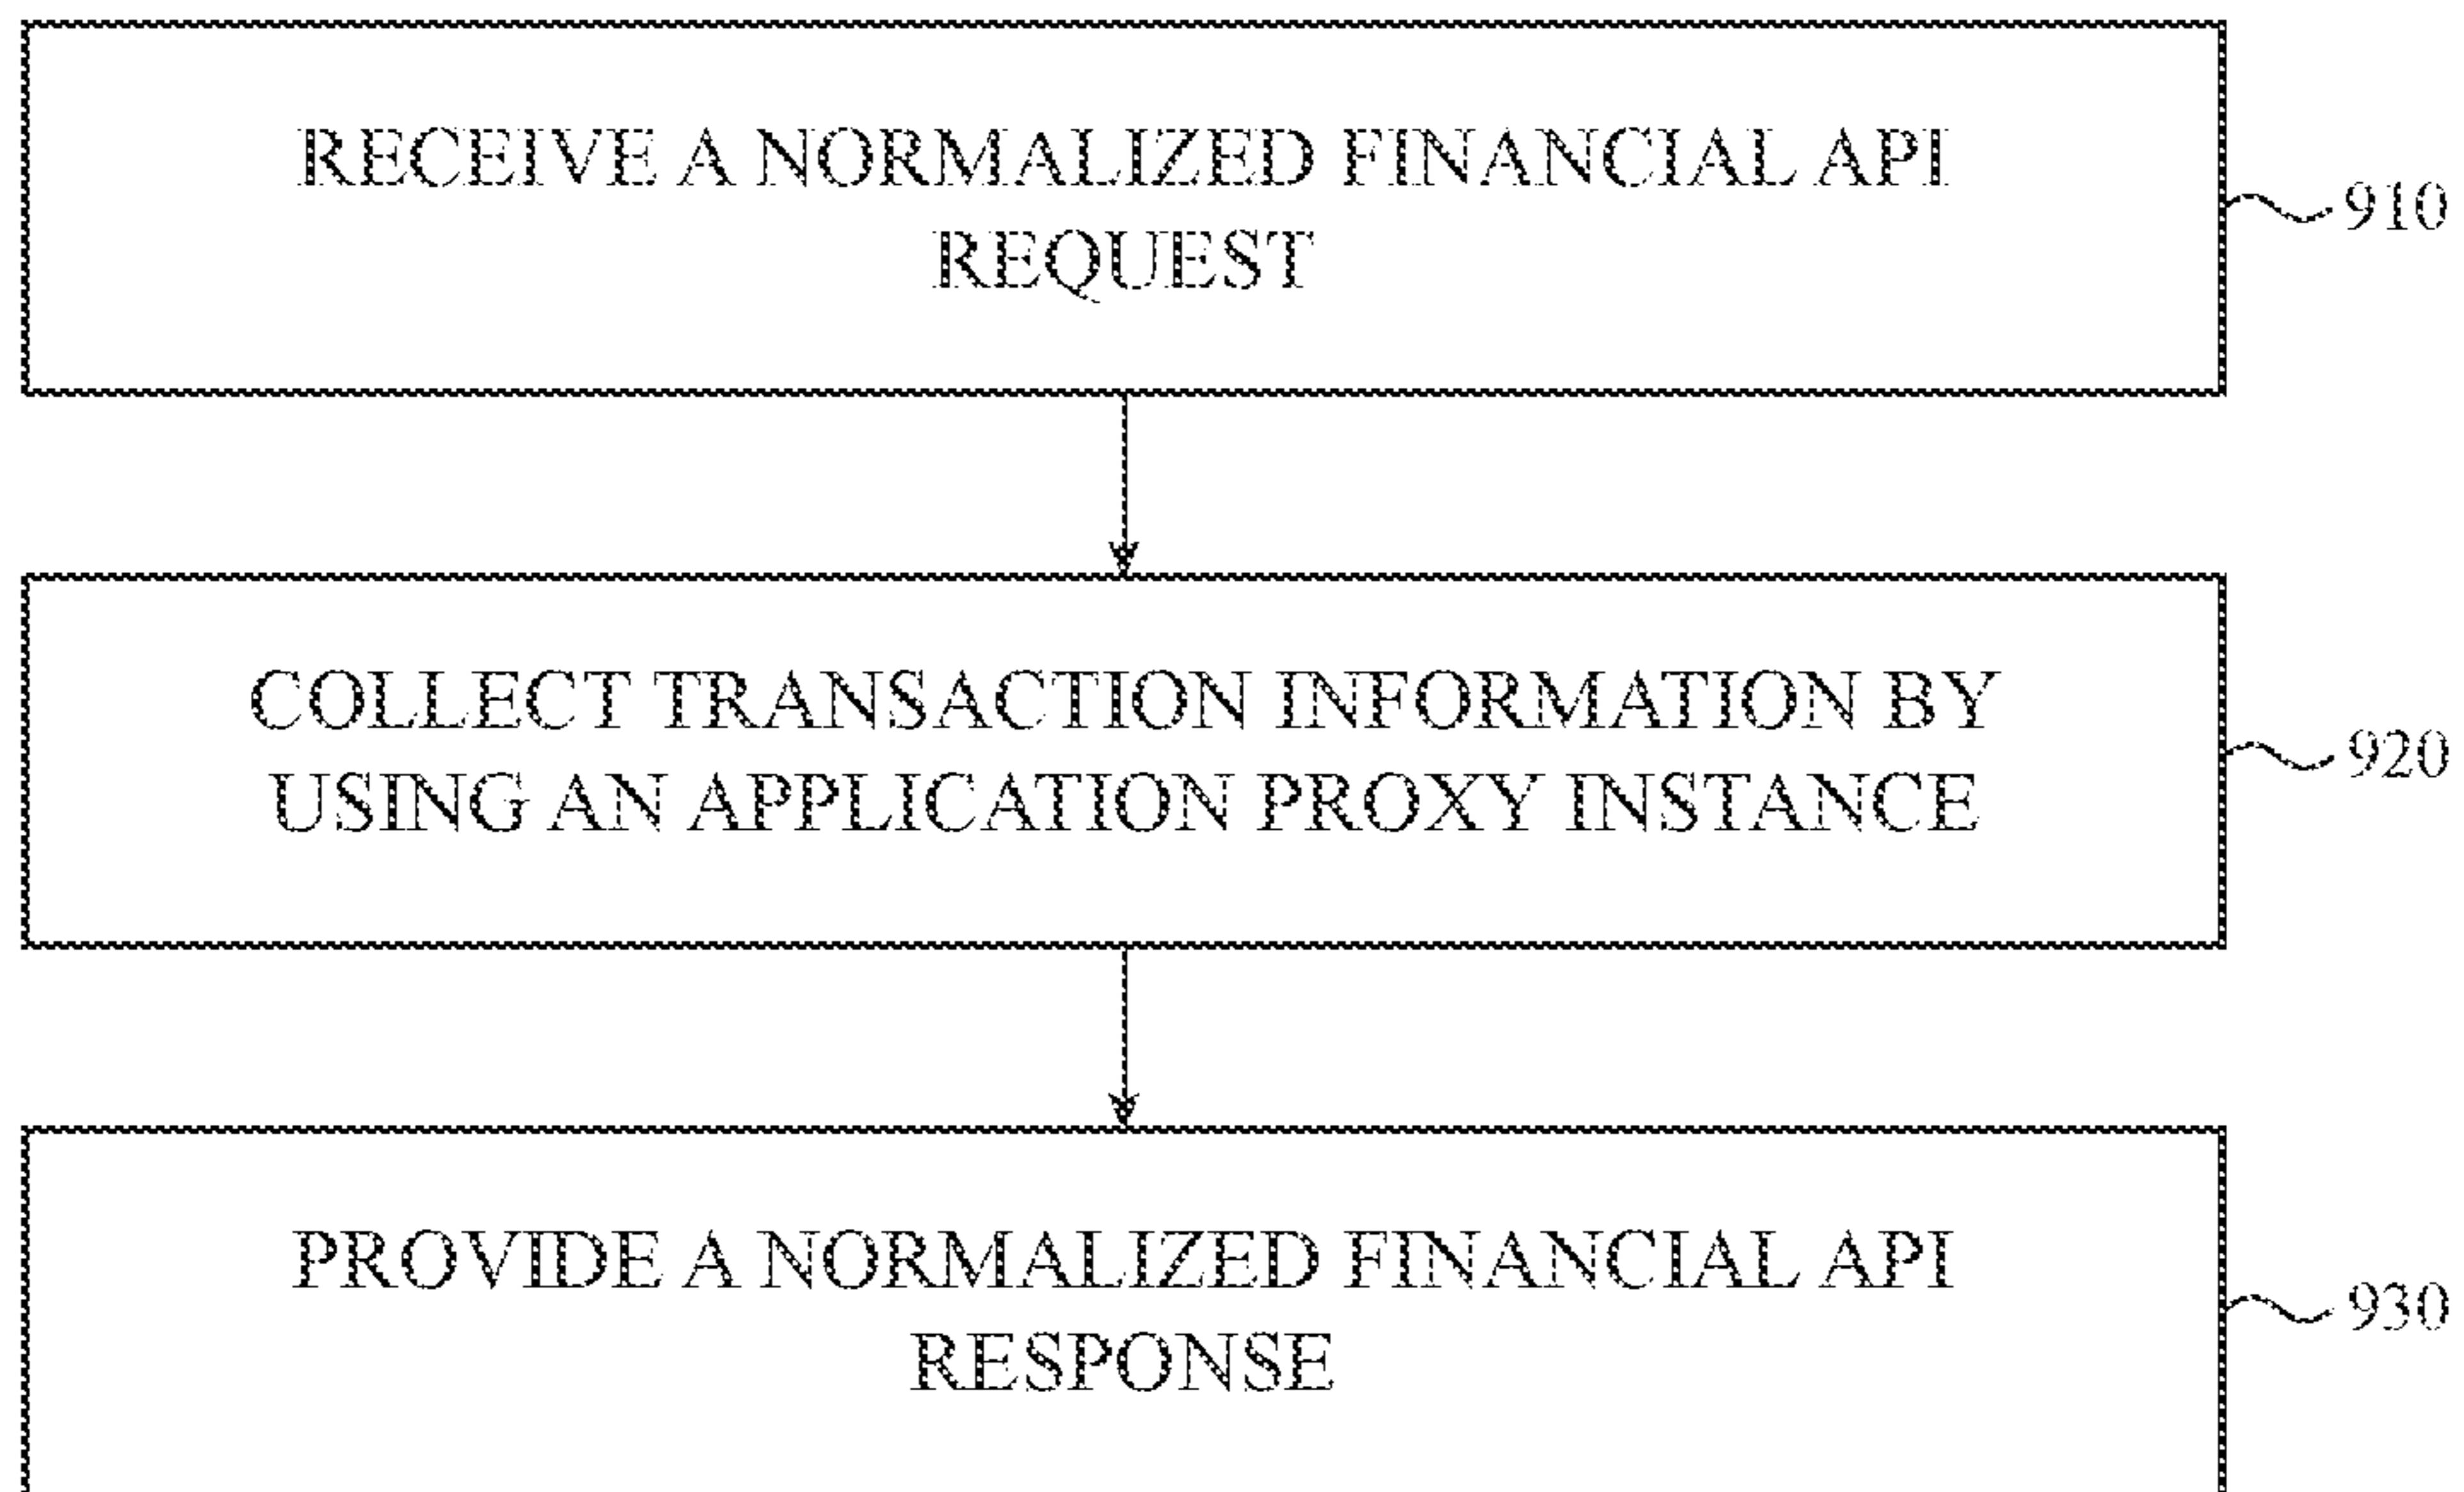 RECEIVE A NORMALIZED FINANCIAL API
REQUEST
910
COLLECT TRANSACTION INFORMATION BY
USING AN APPLICATION PROXY INSTANCE
920
PROVIDE A NORMALIZED FINANCIAL API
RESPONSE
930